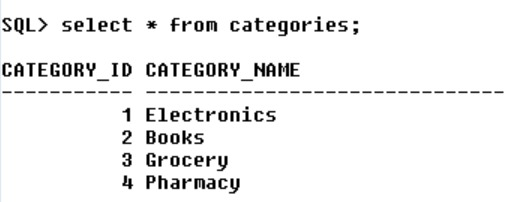 SQL> select * from categories;
CATEGORY_ID CATEGORY_NAME
----------- ------------------------------
1 Electronics
2 Books
3 Grocery
4 Pharmacy